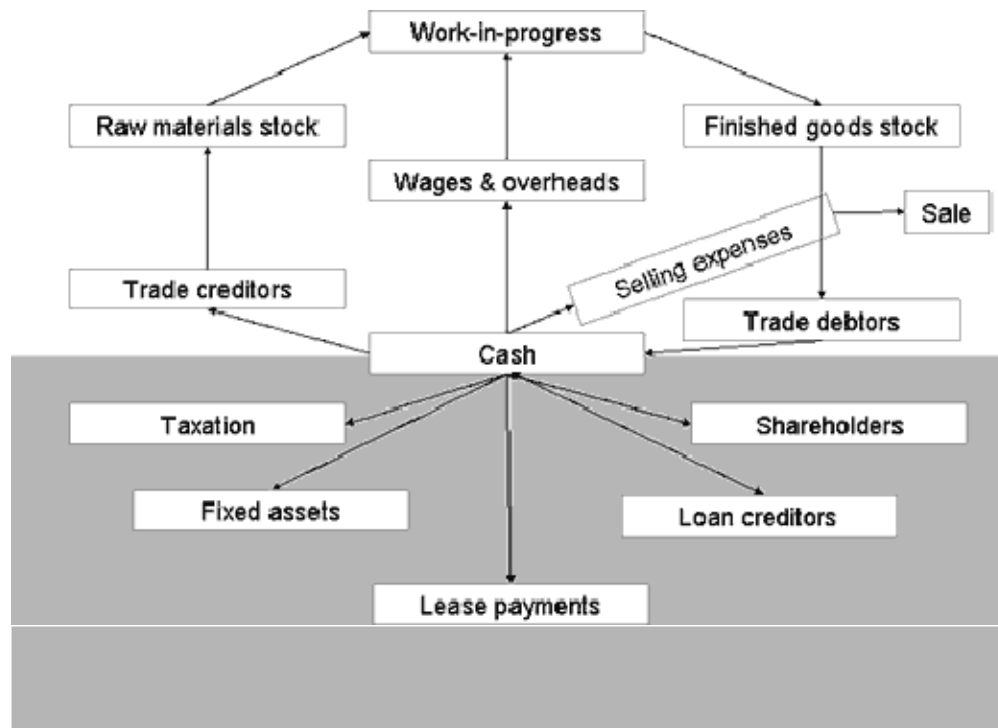 Work-in-progress
Raw materials stock
Finished goods stock
Wages & overheads
Sale
Selling expenses
Trade creditors
Trade debtors
Cash
Taxation
Shareholders
Fixed assets
Loan creditors
Lease payments